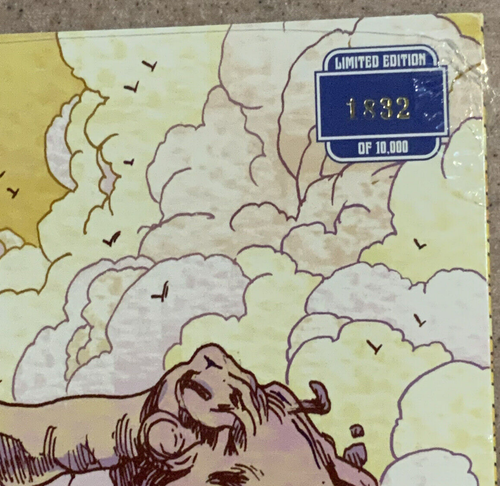 LIMITED EDITION
1832
OF 10,000